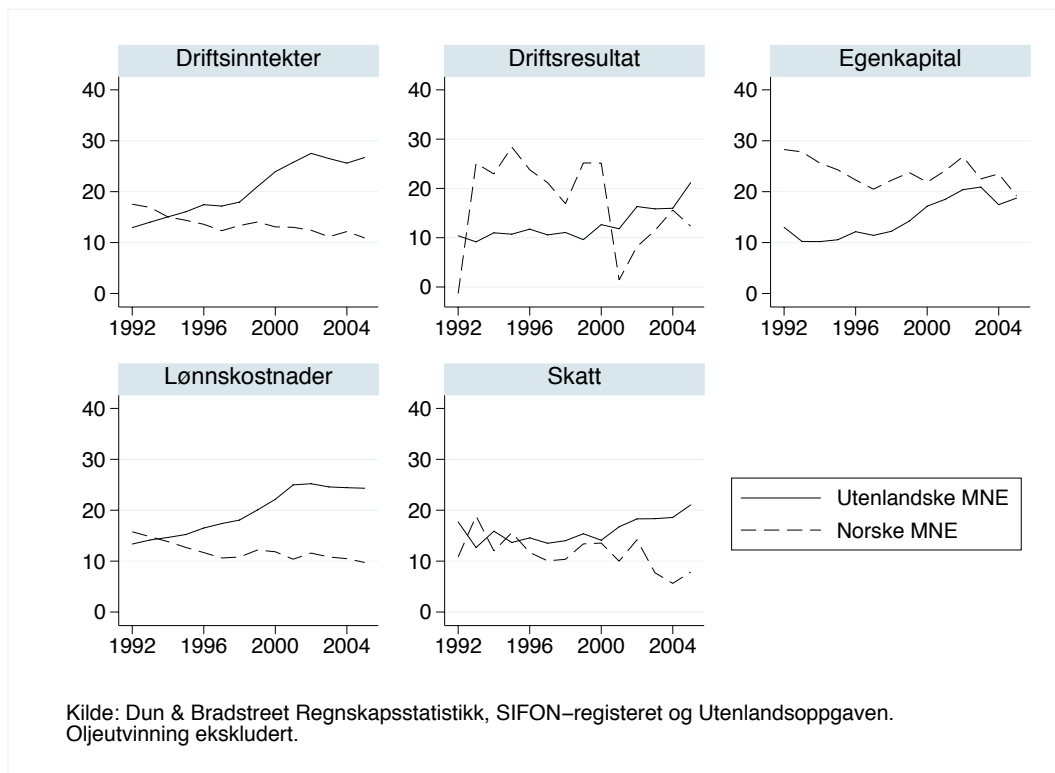 Driftsinntekter
40
30
20
10
0
1992 1996 2000 2004
Driftsresultat
40
30
20
10
0
1992 1996 2000 2004
Egenkapital
40
30
20
10
0
1992 1996 2000 2004
Lønnskostnader
40
30
20
10
0
1992 1996 2000 2004
Skatt
40
30
20
10
0
1992 1996 2000 2004
Utenlandske MNE
Norske MNE
Kilde: Dun & Bradstreet Regnskapsstatistikk, SIFON−registeret og Utenlandsoppgaven.
Oljeutvinning ekskludert.